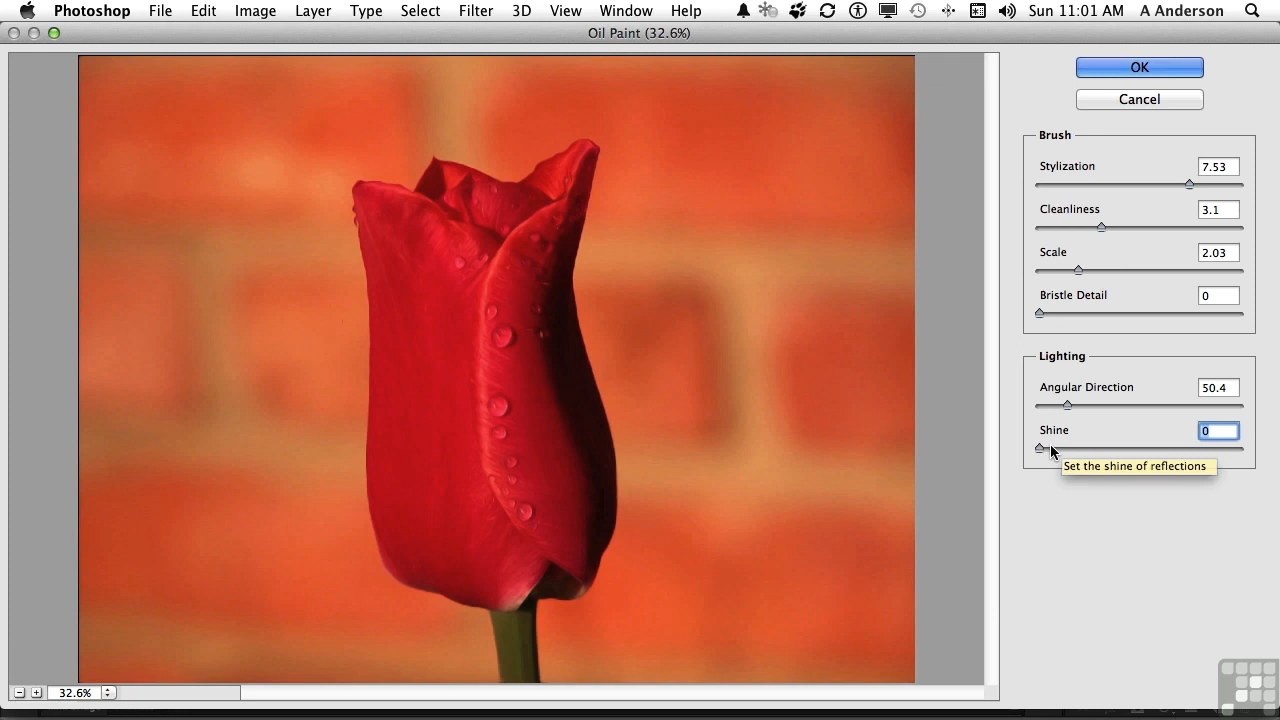 Photoshop File Edit Image Layer Type Select Filter 3D View Window Help Sun 11:01 AM A Anderson
Oil Paint (32.6%)
OK
Cancel
Brush
Stylization 7.53
Cleanliness 3.1
Scale 2.03
Bristle Detail 0
Lighting
Angular Direction 50.4
Shine 0
Set the shine of reflections
32.6%